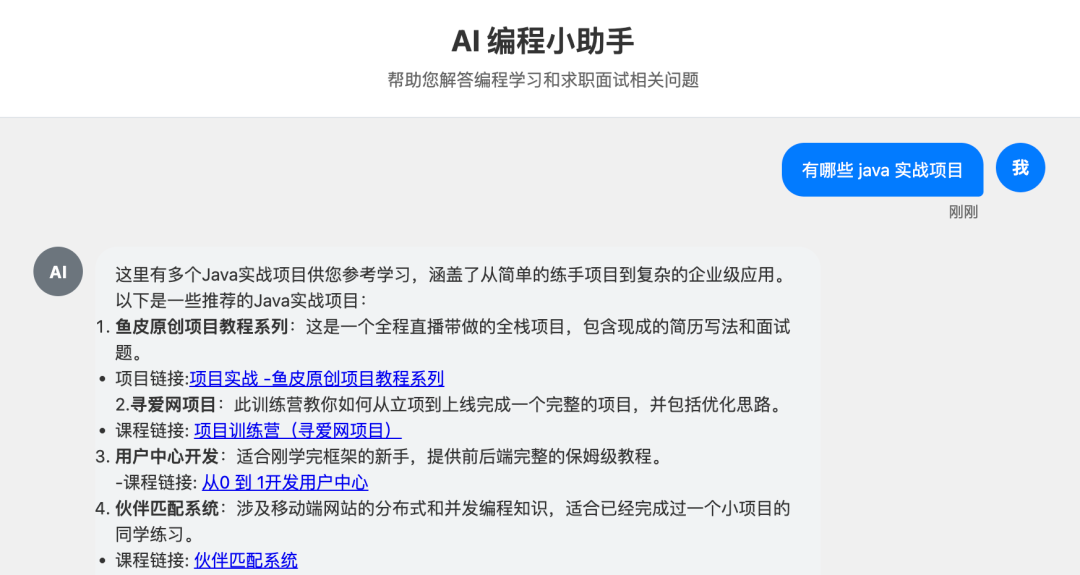 AI 编程小助手
帮助您解答编程学习和求职面试相关问题
有哪些 java 实战项目
我
刚刚
AI
这里有多个Java实战项目供您参考学习，涵盖了从简单的练手项目到复杂的企业级应用。
以下是一些推荐的Java实战项目：
1. 鱼皮原创项目教程系列：这是一个全程直播带做的全栈项目，包含现成的简历写法和面试
题。
• 项目链接:项目实战 -鱼皮原创项目教程系列
2.寻爱网项目：此训练营教你如何从立项到上线完成一个完整的项目，并包括优化思路。
• 课程链接: 项目训练营（寻爱网项目）
3. 用户中心开发：适合刚学完框架的新手，提供前后端完整的保姆级教程。
-课程链接: 从0 到 1开发用户中心
4. 伙伴匹配系统：涉及移动端网站的分布式和并发编程知识，适合已经完成过一个小项目的
同学练习。
• 课程链接: 伙伴匹配系统